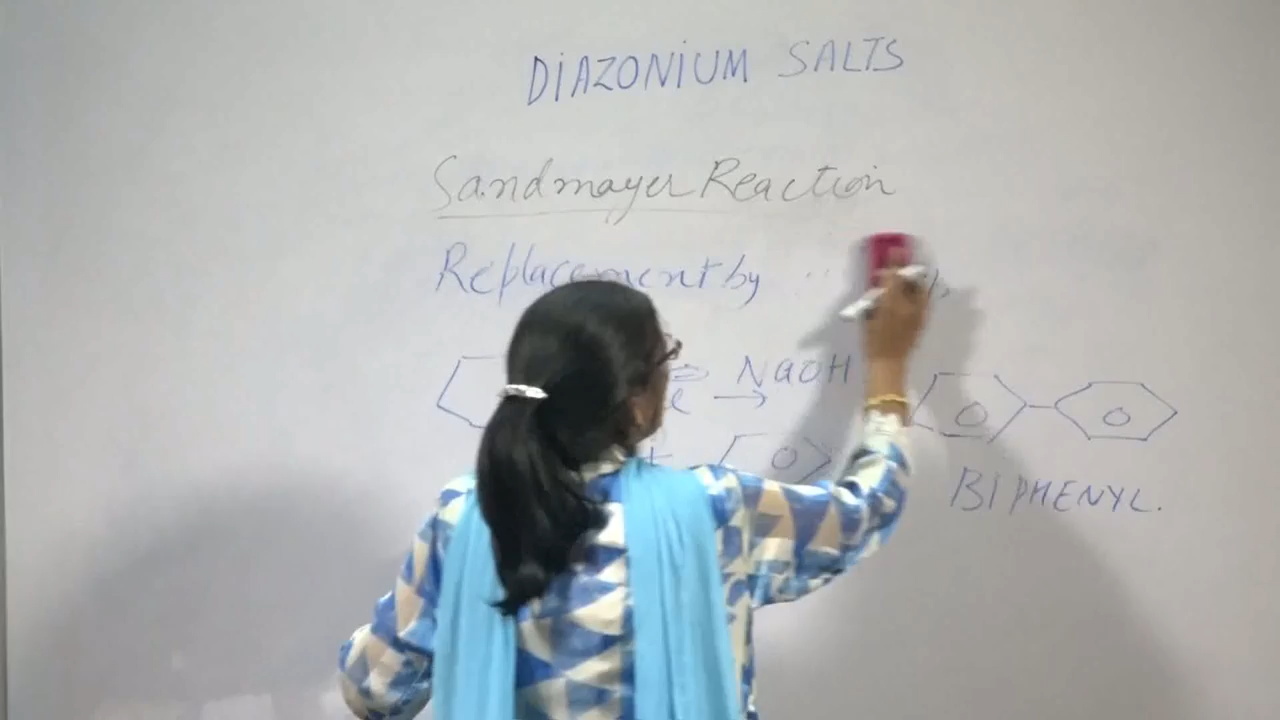 DIAZONIUM SALTS
Sandmayer Reaction
Replacement by
NaOH
+
BIPHENYL.